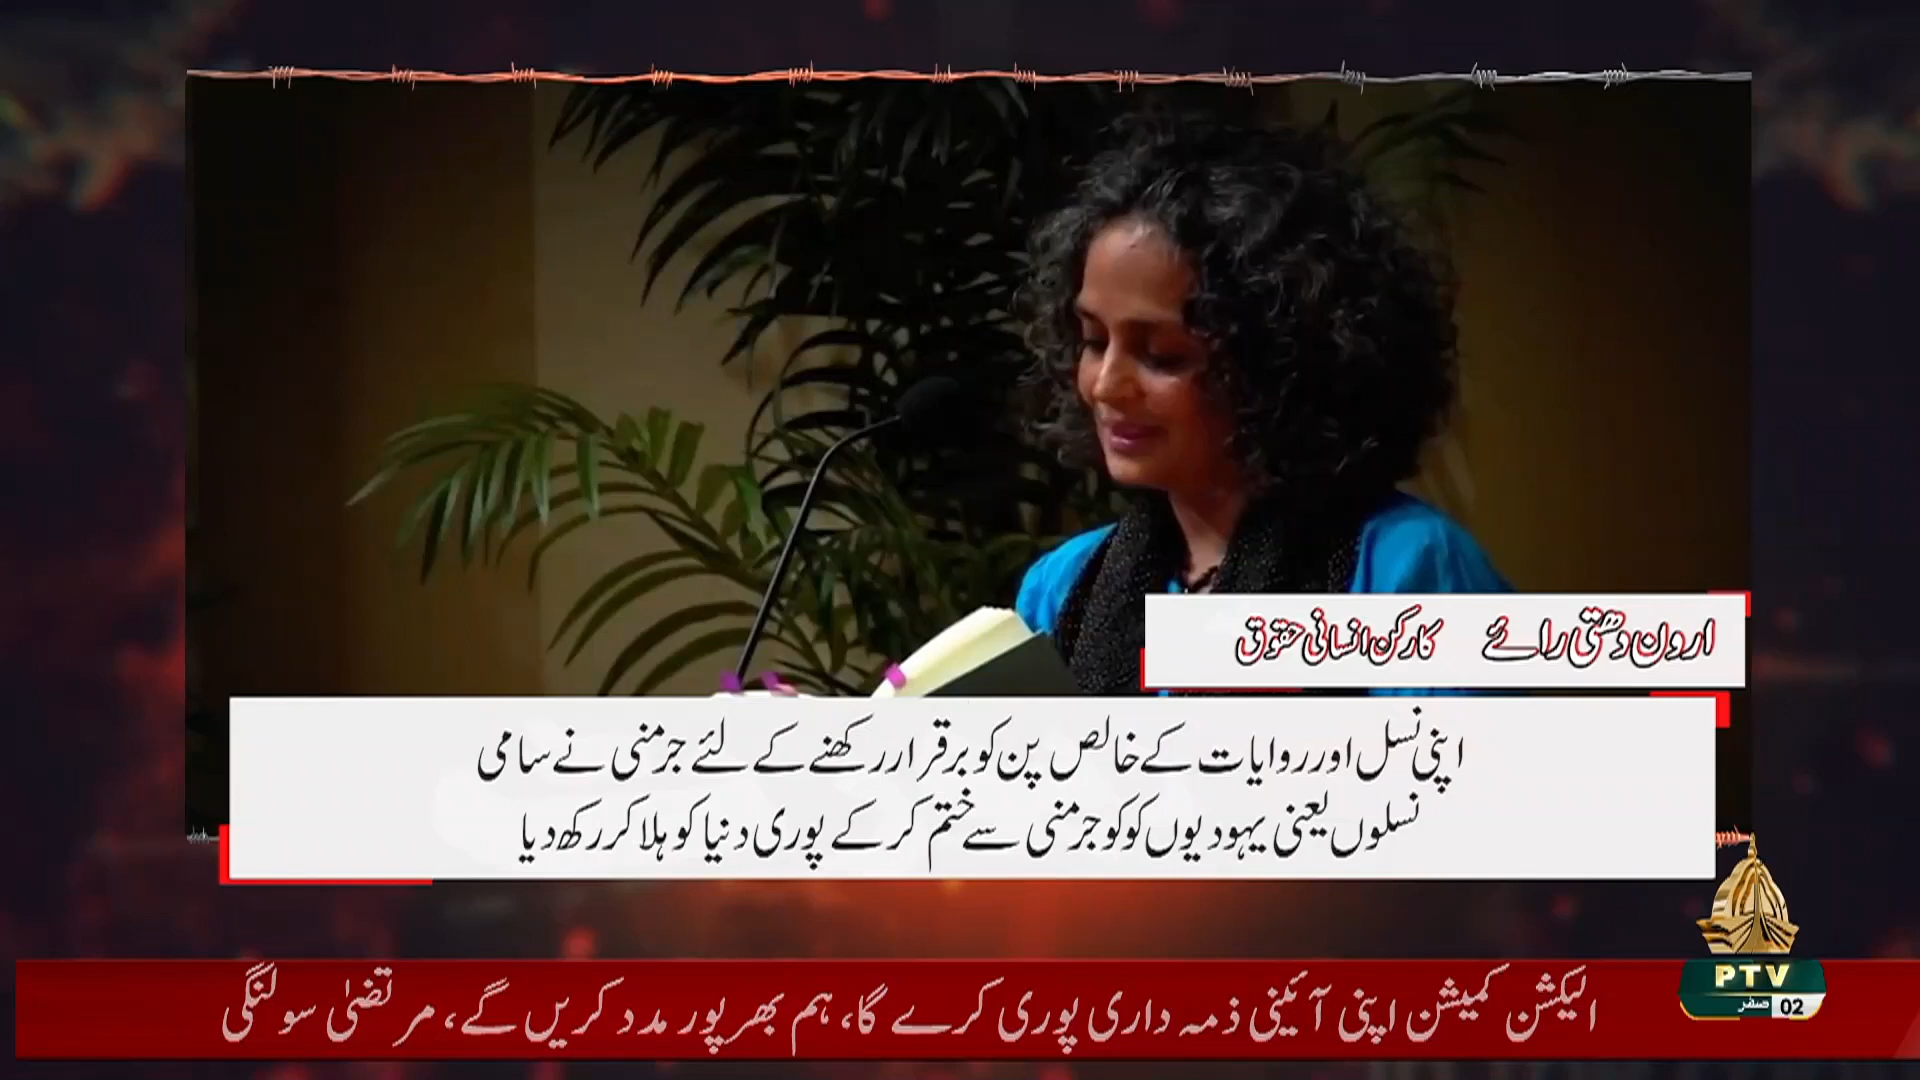 ارون دھتی رائے   کارکن انسانی حقوق
اپنی نسل اور روایات کے خالص پن کو برقرار رکھنے کے لئے جرمنی نے سامی
نسلوں یعنی یہودیوں کو کو جرمنی سے ختم کر کے پوری دنیا کو ہلا کر رکھ دیا
PTV
صفر 02
الیکشن کمیشن اپنی آئینی ذمہ داری پوری کرے گا، ہم بھرپور مدد کریں گے، مرتضیٰ سولنگی